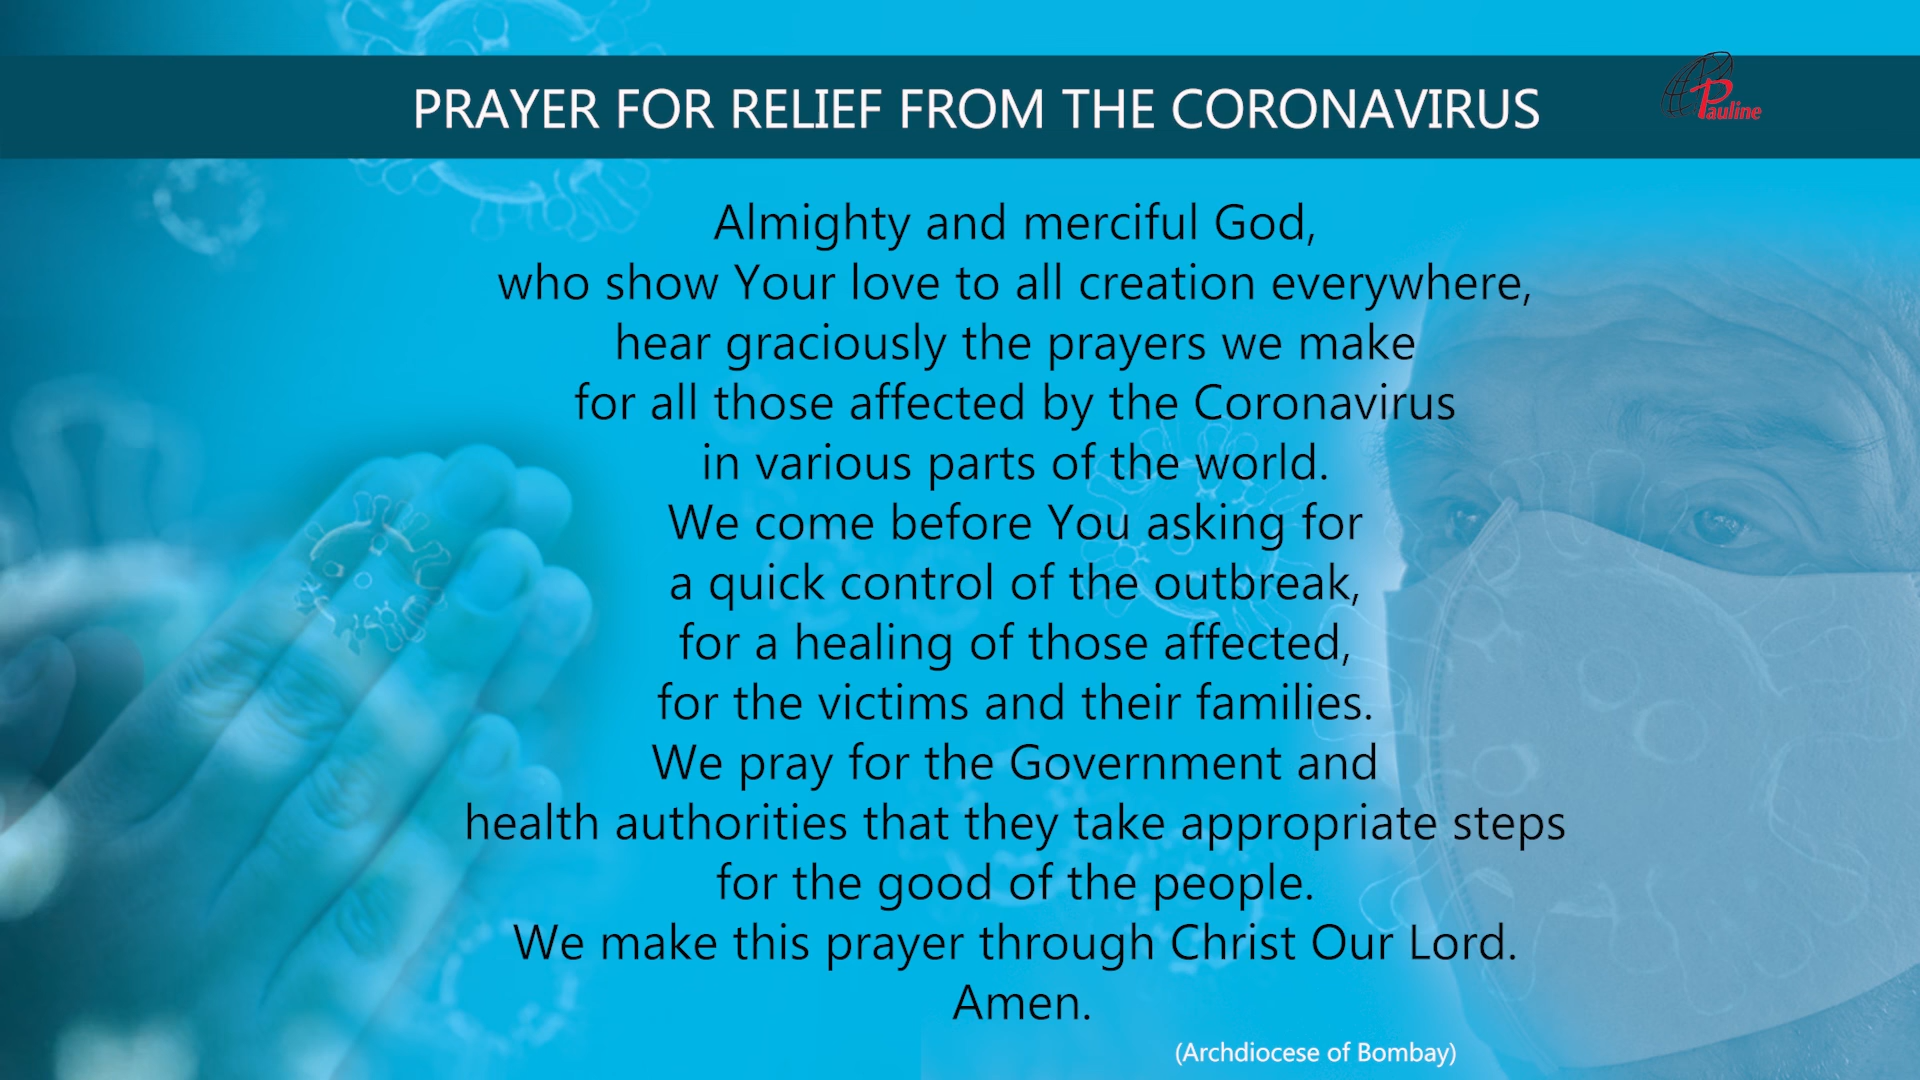 PRAYER FOR RELIEF FROM THE CORONAVIRUS
Pauline
Almighty and merciful God,
who show Your love to all creation everywhere,
hear graciously the prayers we make
for all those affected by the Coronavirus
in various parts of the world.
We come before You asking for
a quick control of the outbreak,
for a healing of those affected,
for the victims and their families.
We pray for the Government and
health authorities that they take appropriate steps
for the good of the people.
We make this prayer through Christ Our Lord.
Amen.
(Archdiocese of Bombay)